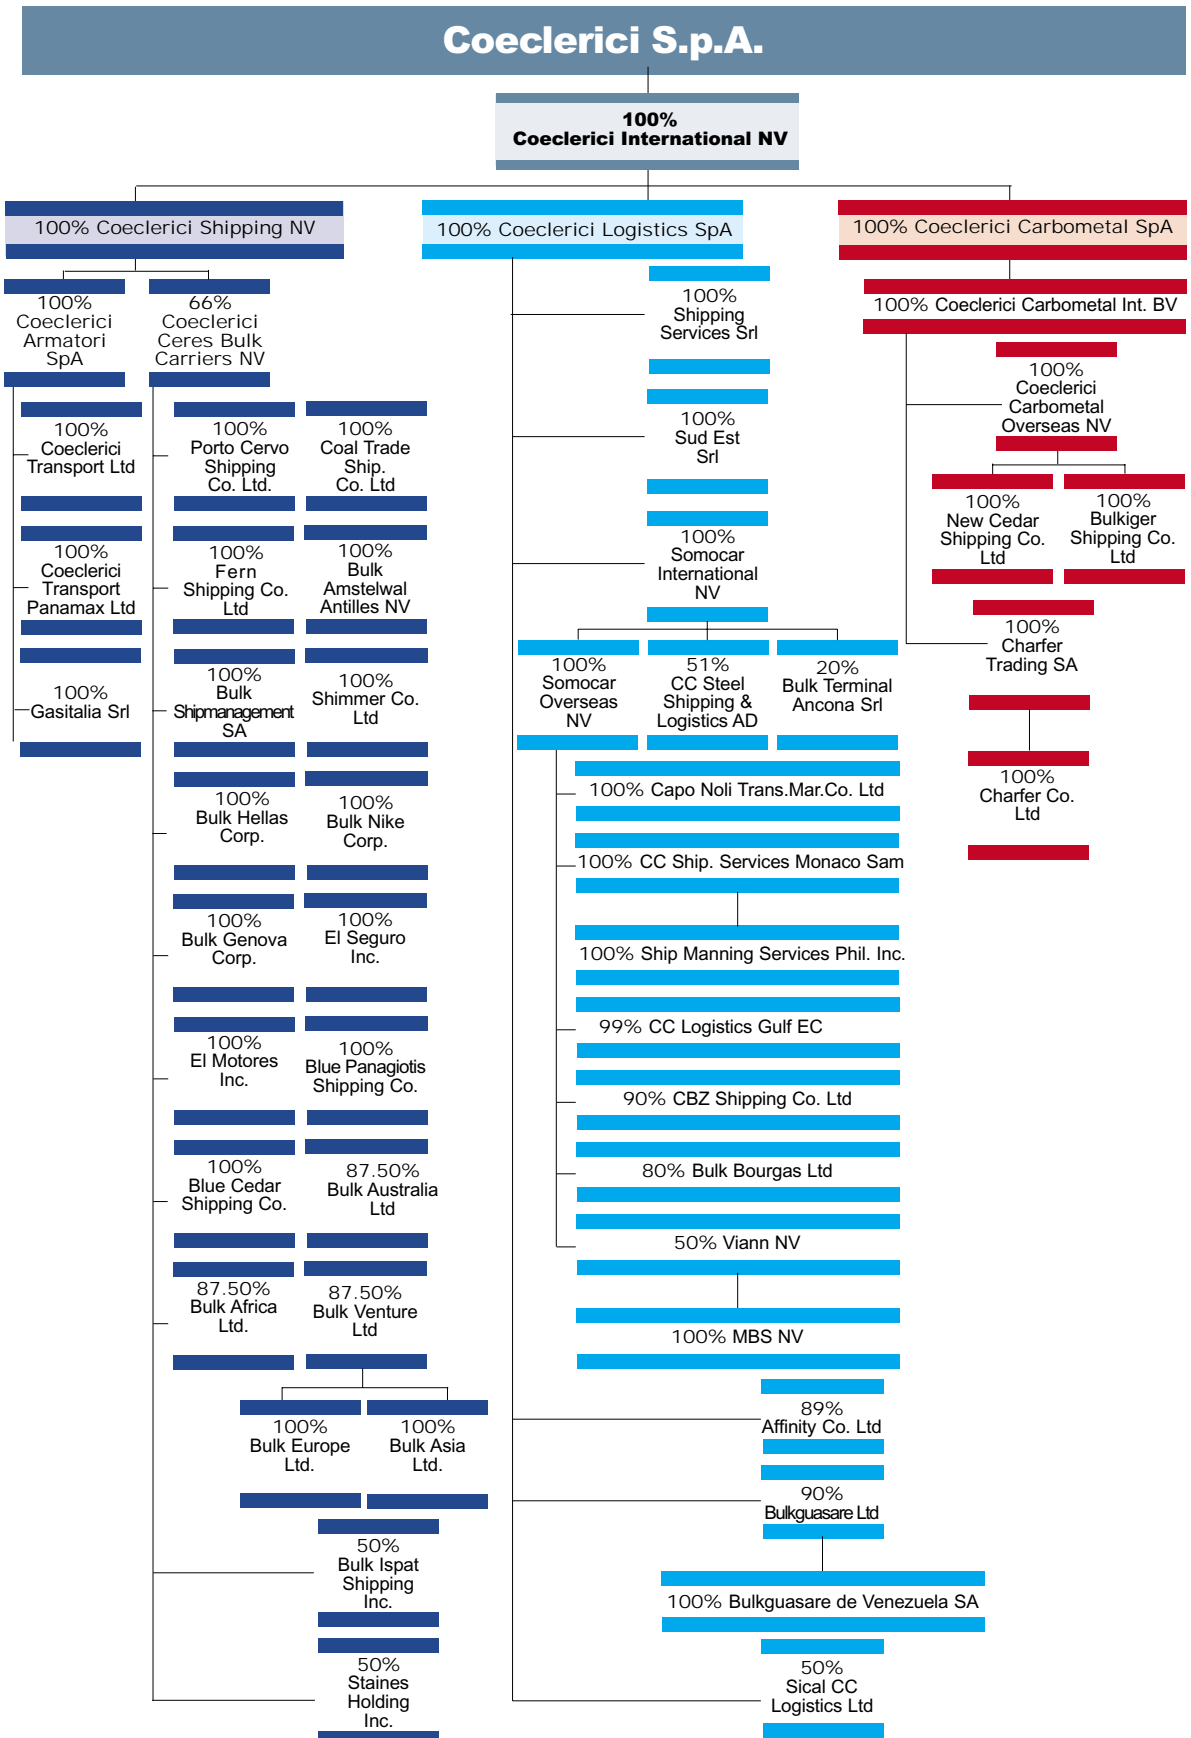 Coeclerici S.p.A.
100%
Coeclerici International NV
100% Coeclerici Shipping NV
100%
Coeclerici
Armatori
SpA
66%
Coeclerici
Ceres Bulk
Carriers NV
100%
Coeclerici
Transport Ltd
100%
Coeclerici
Transport
Panamax Ltd
100%
Gasitalia Srl
100%
Porto Cervo
Shipping
Co. Ltd.
100%
Coal Trade
Ship.
Co. Ltd
100%
Fern
Shipping Co.
Ltd
100%
Bulk
Amstelwal
Antilles NV
100%
Bulk
Shipmanagement
SA
100%
Shimmer Co.
Ltd
100%
Bulk Hellas
Corp.
100%
Bulk Nike
Corp.
100%
Bulk Genova
Corp.
100%
El Seguro
Inc.
100%
El Motores
Inc.
100%
Blue Panagiotis
Shipping Co.
100%
Blue Cedar
Shipping Co.
87.50%
Bulk Australia
Ltd
87.50%
Bulk Africa
Ltd.
87.50%
Bulk Venture
Ltd
100%
Bulk Europe
Ltd.
100%
Bulk Asia
Ltd.
50%
Bulk Ispat
Shipping
Inc.
50%
Staines
Holding
Inc.
100% Coeclerici Logistics SpA
100%
Shipping
Services Srl
100%
Sud Est
Srl
100%
Somocar
International
NV
100%
Somocar
Overseas
NV
51%
CC Steel
Shipping &
Logistics AD
20%
Bulk Terminal
Ancona Srl
100% Capo Noli Trans.Mar.Co. Ltd
100% CC Ship. Services Monaco Sam
100% Ship Manning Services Phil. Inc.
99% CC Logistics Gulf EC
90% CBZ Shipping Co. Ltd
80% Bulk Bourgas Ltd
50% Viann NV
100% MBS NV
89%
Affinity Co. Ltd
90%
Bulkguasare Ltd
100% Bulkguasare de Venezuela SA
50%
Sical CC
Logistics Ltd
100% Coeclerici Carbometal SpA
100% Coeclerici Carbometal Int. BV
100%
Coeclerici
Carbometal
Overseas NV
100%
New Cedar
Shipping Co.
Ltd
100%
Bulkiger
Shipping Co.
Ltd
100%
Charfer
Trading SA
100%
Charfer Co.
Ltd